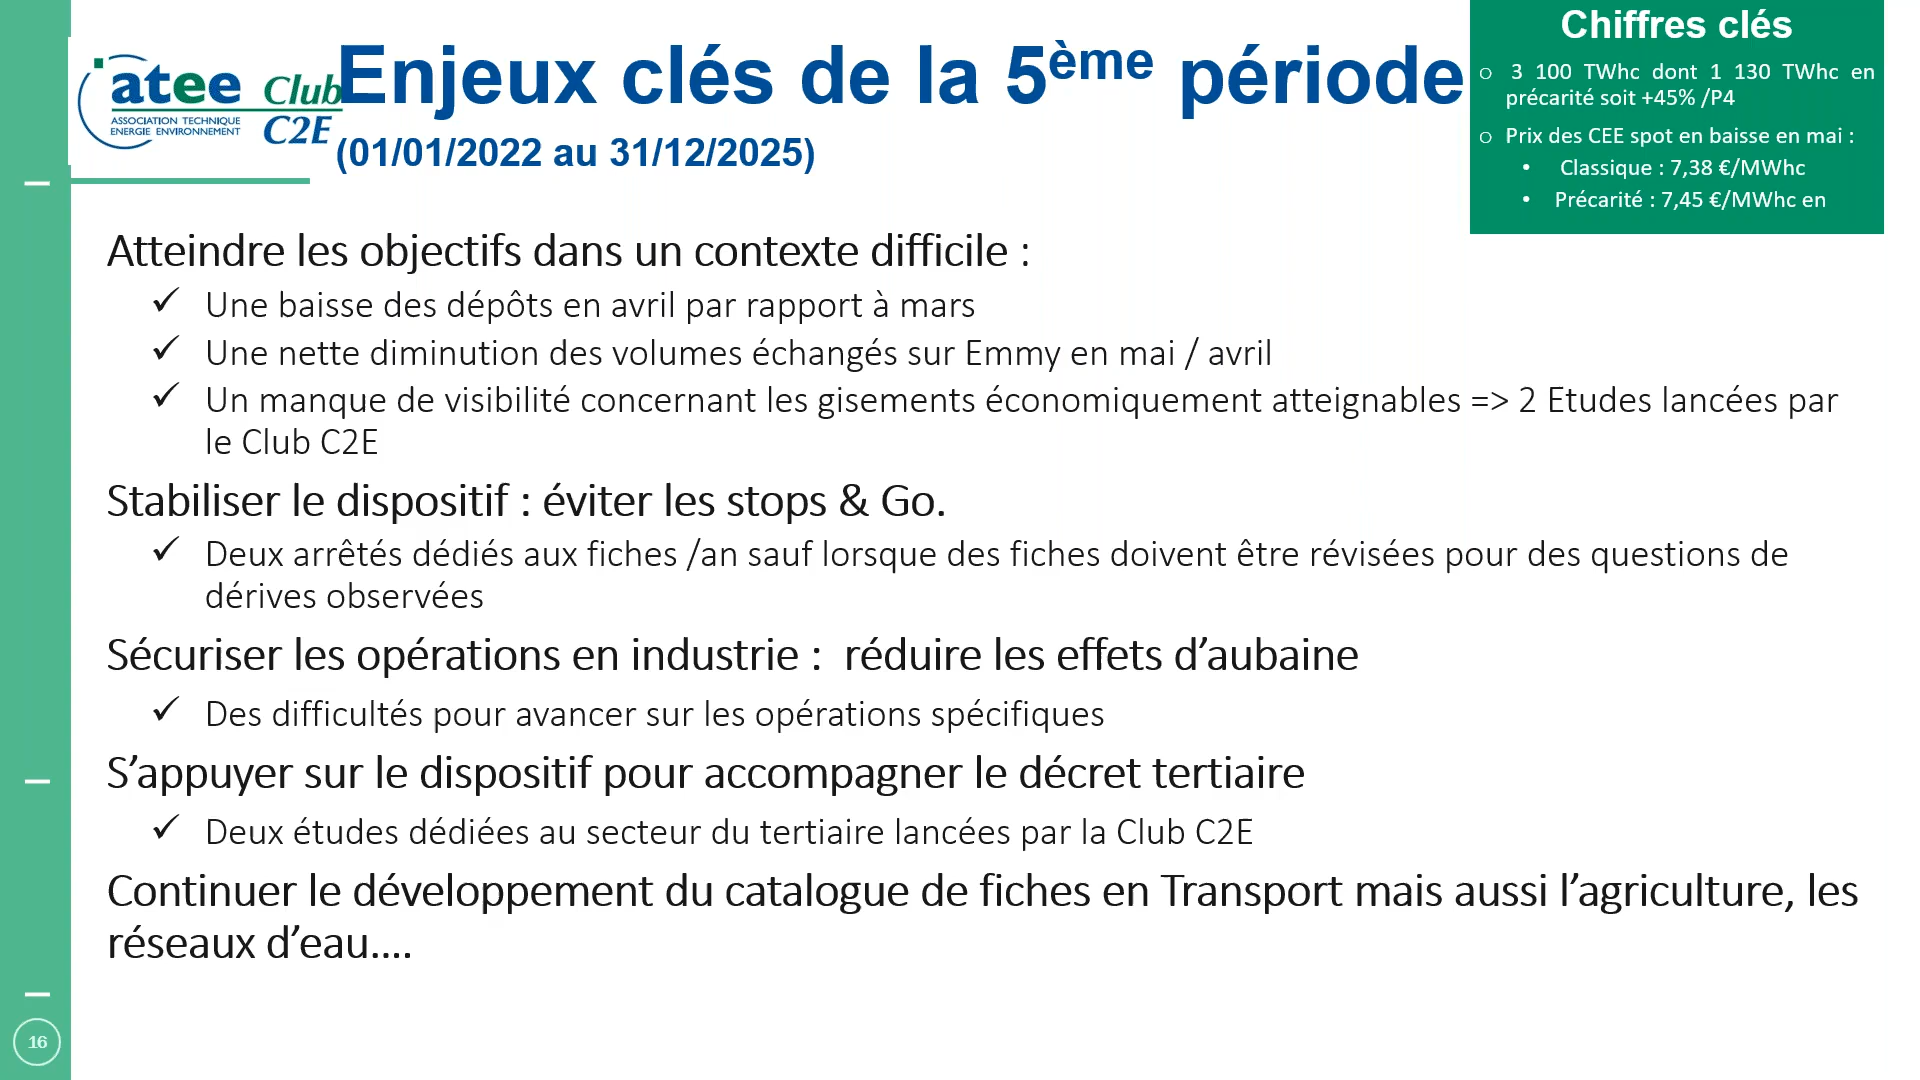 atee Club C2E
ASSOCIATION TECHNIQUE
ENERGIE ENVIRONNEMENT
Enjeux clés de la 5ème période
(01/01/2022 au 31/12/2025)
Chiffres clés
o 3 100 TWhc dont 1 130 TWhc en
précarité soit +45% /P4
o Prix des CEE spot en baisse en mai :
• Classique : 7,38 €/MWhc
• Précarité : 7,45 €/MWhc en
Atteindre les objectifs dans un contexte difficile :
✓ Une baisse des dépôts en avril par rapport à mars
✓ Une nette diminution des volumes échangés sur Emmy en mai / avril
✓ Un manque de visibilité concernant les gisements économiquement atteignables => 2 Etudes lancées par
le Club C2E
Stabiliser le dispositif : éviter les stops & Go.
✓ Deux arrêtés dédiés aux fiches /an sauf lorsque des fiches doivent être révisées pour des questions de
dérives observées
Sécuriser les opérations en industrie :  réduire les effets d’aubaine
✓ Des difficultés pour avancer sur les opérations spécifiques
S’appuyer sur le dispositif pour accompagner le décret tertiaire
✓ Deux études dédiées au secteur du tertiaire lancées par la Club C2E
Continuer le développement du catalogue de fiches en Transport mais aussi l’agriculture, les
réseaux d’eau….
16